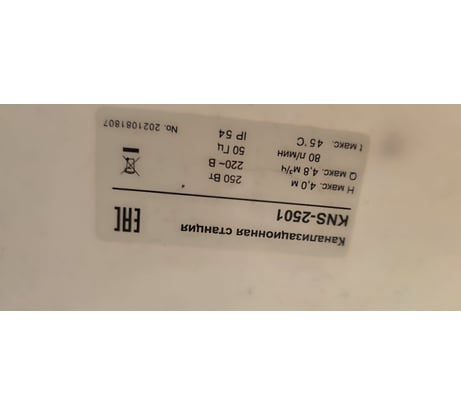 Канализационная станция
KNS-2501
EAC
H макс. 4,0 м 250 Вт
Q макс. 4,8 м³/ч 220~В
80 л/мин 50 Гц
t макс. 45°C IP 54
No. 2021081807